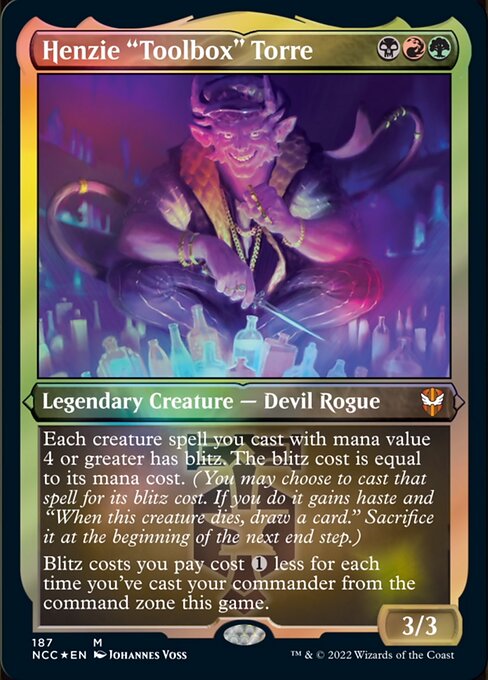 Henzie “Toolbox” Torre
Legendary Creature — Devil Rogue
Each creature spell you cast with mana value
4 or greater has blitz. The blitz cost is equal
to its mana cost. (You may choose to cast that
spell for its blitz cost. If you do it gains haste and
“When this creature dies, draw a card.” Sacrifice
it at the beginning of the next end step.)
Blitz costs you pay cost 1 less for each
time you’ve cast your commander from the
command zone this game.
3/3
187 M
NCC★EN Johannes Voss
™ & © 2022 Wizards of the Coast